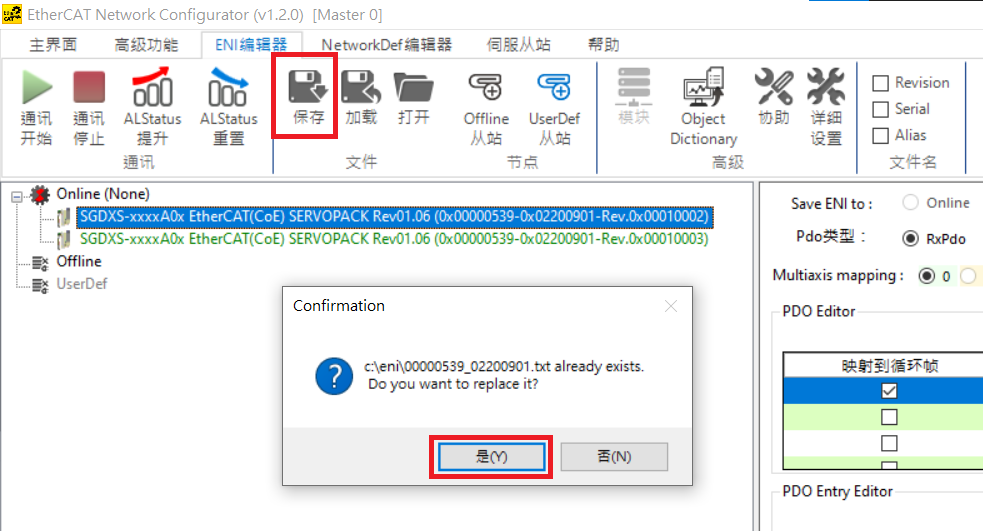 EtherCAT Network Configurator (v1.2.0) [Master 0]
主界面 高级功能 ENI编辑器 NetworkDef编辑器 伺服从站 帮助
通讯开始 通讯停止 ALStatus提升 ALStatus重置 保存 加载 打开 Offline从站 UserDef从站 模块 Object Dictionary 协助 详细设置
Revision
Serial
Alias
通讯 文件 节点 高级 文件名
Online (None)
SGDXS-xxxxA0x EtherCAT(CoE) SERVOPACK Rev01.06 (0x00000539-0x02200901-Rev.0x00010002)
SGDXS-xxxxA0x EtherCAT(CoE) SERVOPACK Rev01.06 (0x00000539-0x02200901-Rev.0x00010003)
Offline
UserDef
Save ENI to : Online
Pdo类型 : RxPdo
Multiaxis mapping : 0
PDO Editor
映射到循环帧
PDO Entry Editor
Confirmation
c:\eni\00000539_02200901.txt already exists.
Do you want to replace it?
是(Y) 否(N)